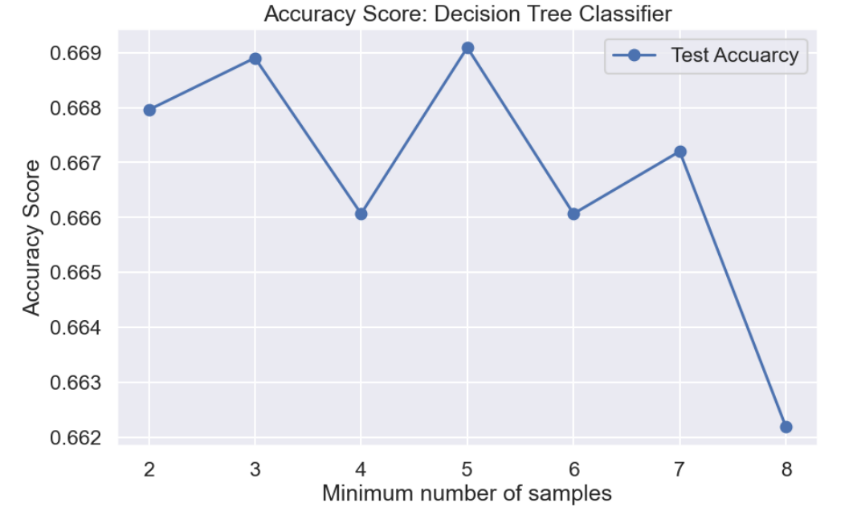 Accuracy Score: Decision Tree Classifier
Test Accuarcy
0.669
0.668
0.667
0.666
0.665
0.664
0.663
0.662
Accuracy Score
2 3 4 5 6 7 8
Minimum number of samples